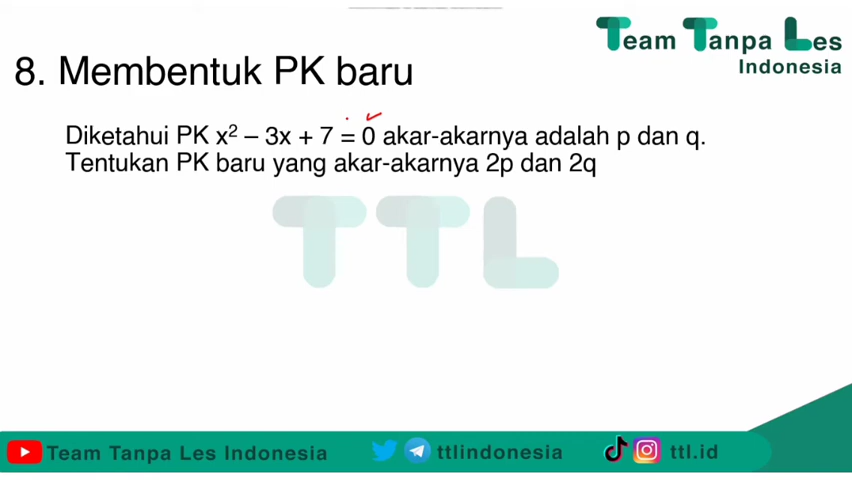 Team Tanpa Les
Indonesia
8. Membentuk PK baru
Diketahui PK x² – 3x + 7 = 0 akar-akarnya adalah p dan q.
Tentukan PK baru yang akar-akarnya 2p dan 2q
TTL
Team Tanpa Les Indonesia
ttlindonesia
ttl.id